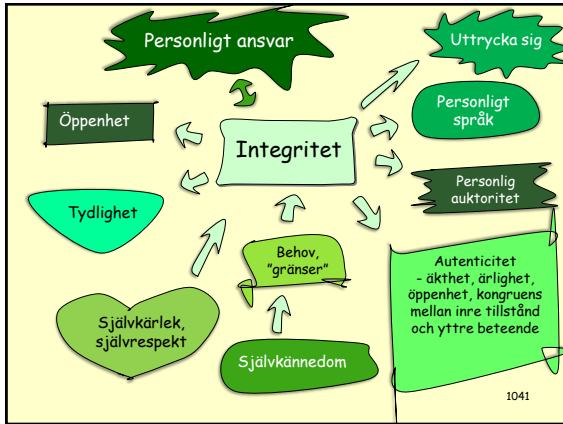 Personligt ansvar
Uttrycka sig
Öppenhet
Personligt
språk
Integritet
Personlig
auktoritet
Tydlighet
Behov,
"gränser"
Autenticitet
- äkthet, ärlighet,
öppenhet, kongruens
mellan inre tillstånd
och yttre beteende
Självkärlek,
självrespekt
Självkännedom
1041